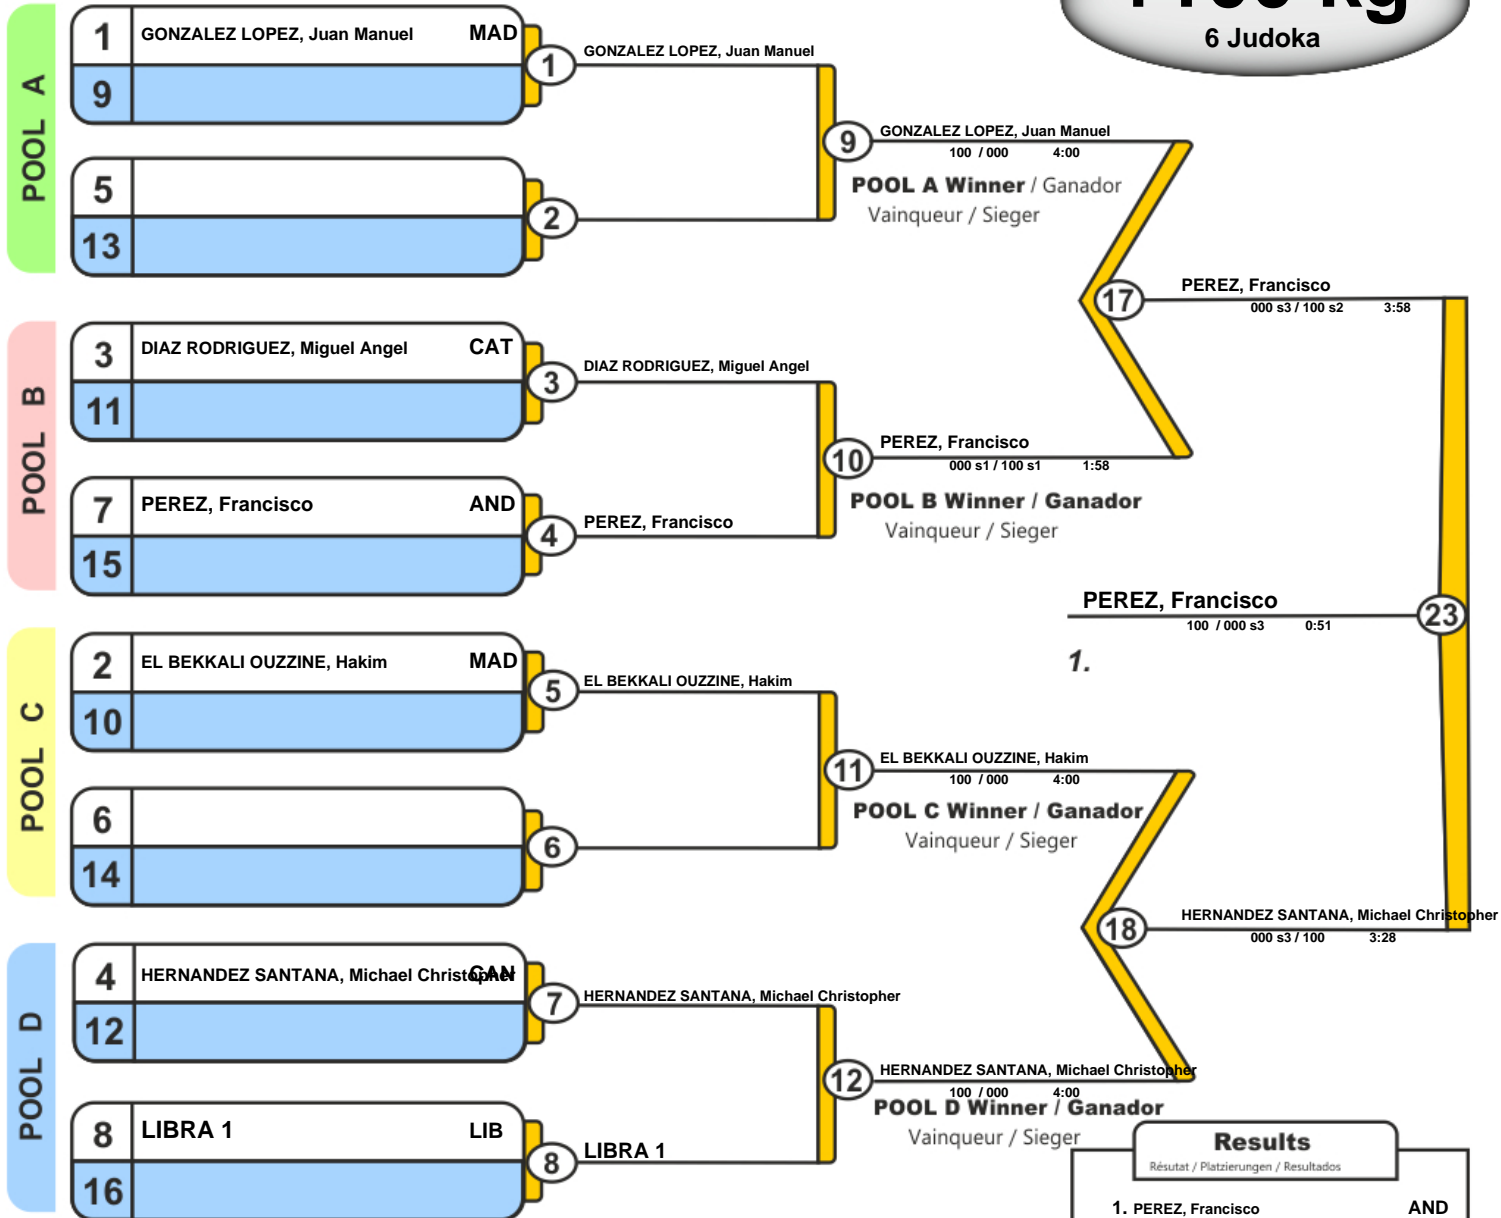 6 Judoka
POOL A
1 GONZALEZ LOPEZ, Juan Manuel MAD
9
5
13
1 GONZALEZ LOPEZ, Juan Manuel
2
9 GONZALEZ LOPEZ, Juan Manuel
100 / 000 4:00
POOL A Winner / Ganador
Vainqueur / Sieger
POOL B
3 DIAZ RODRIGUEZ, Miguel Angel CAT
11
7 PEREZ, Francisco AND
15
3 DIAZ RODRIGUEZ, Miguel Angel
4 PEREZ, Francisco
10 PEREZ, Francisco
000 s1 / 100 s1 1:58
POOL B Winner / Ganador
Vainqueur / Sieger
17 PEREZ, Francisco
000 s3 / 100 s2 3:58
PEREZ, Francisco 23
100 / 000 s3 0:51
1.
POOL C
2 EL BEKKALI OUZZINE, Hakim MAD
10
6
14
5 EL BEKKALI OUZZINE, Hakim
6
11 EL BEKKALI OUZZINE, Hakim
100 / 000 4:00
POOL C Winner / Ganador
Vainqueur / Sieger
18 HERNANDEZ SANTANA, Michael Christopher
000 s3 / 100 3:28
POOL D
4 HERNANDEZ SANTANA, Michael Christopher CAN
12
8 LIBRA 1 LIB
16
7 HERNANDEZ SANTANA, Michael Christopher
8 LIBRA 1
12 HERNANDEZ SANTANA, Michael Christopher
100 / 000 4:00
POOL D Winner / Ganador
Vainqueur / Sieger
Results
Résutat / Platzierungen / Resultados
1. PEREZ, Francisco AND